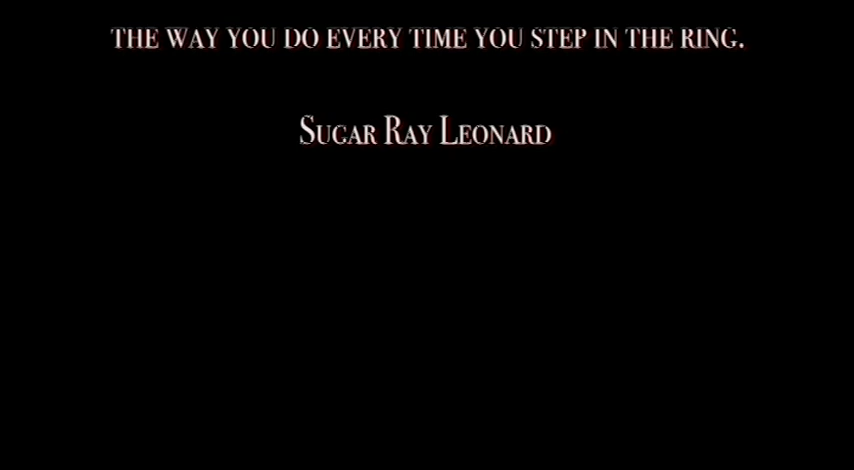 THE WAY YOU DO EVERY TIME YOU STEP IN THE RING.
SUGAR RAY LEONARD